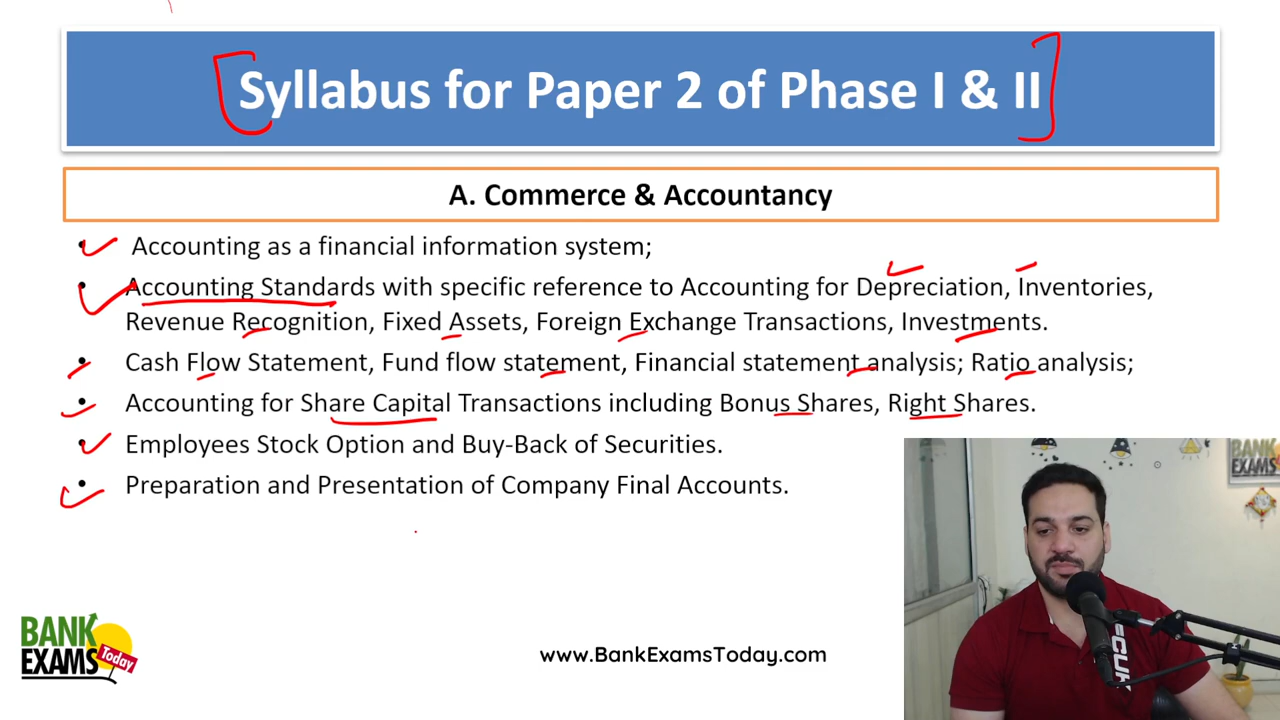 Syllabus for Paper 2 of Phase I & II
A. Commerce & Accountancy
• Accounting as a financial information system;
• Accounting Standards with specific reference to Accounting for Depreciation, Inventories,
Revenue Recognition, Fixed Assets, Foreign Exchange Transactions, Investments.
• Cash Flow Statement, Fund flow statement, Financial statement analysis; Ratio analysis;
• Accounting for Share Capital Transactions including Bonus Shares, Right Shares.
• Employees Stock Option and Buy-Back of Securities.
• Preparation and Presentation of Company Final Accounts.
BANK
EXAMS
BANK
EXAMS
Today
www.BankExamsToday.com